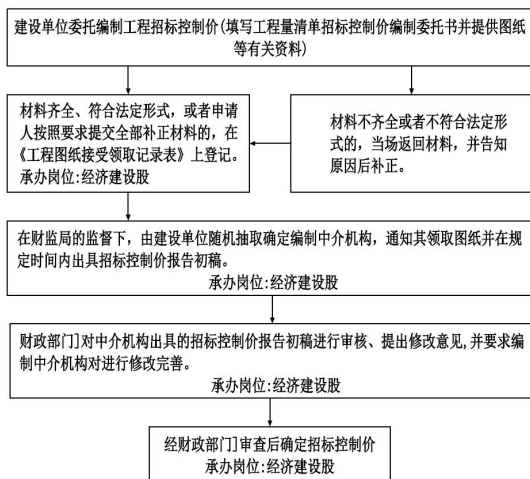 建设单位委托编制工程招标控制价(填写工程量清单招标控制价编制委托书并提供图纸
等有关资料)
材料齐全、符合法定形式，或者申请
人按照要求提交全部补正材料的，在
《工程图纸接受领取记录表》上登记。
承办岗位:经济建设股
材料不齐全或者不符合法定形
式的，当场返回材料，并告知
原因后补正。
在财监局的监督下，由建设单位随机抽取确定编制中介机构，通知其领取图纸并在规
定时间内出具招标控制价报告初稿。
承办岗位:经济建设股
财政部门]对中介机构出具的招标控制价报告初稿进行审核、提出修改意见,并要求编
制中介机构对进行修改完善。
承办岗位:经济建设股
经财政部门]审查后确定招标控制价
承办岗位:经济建设股